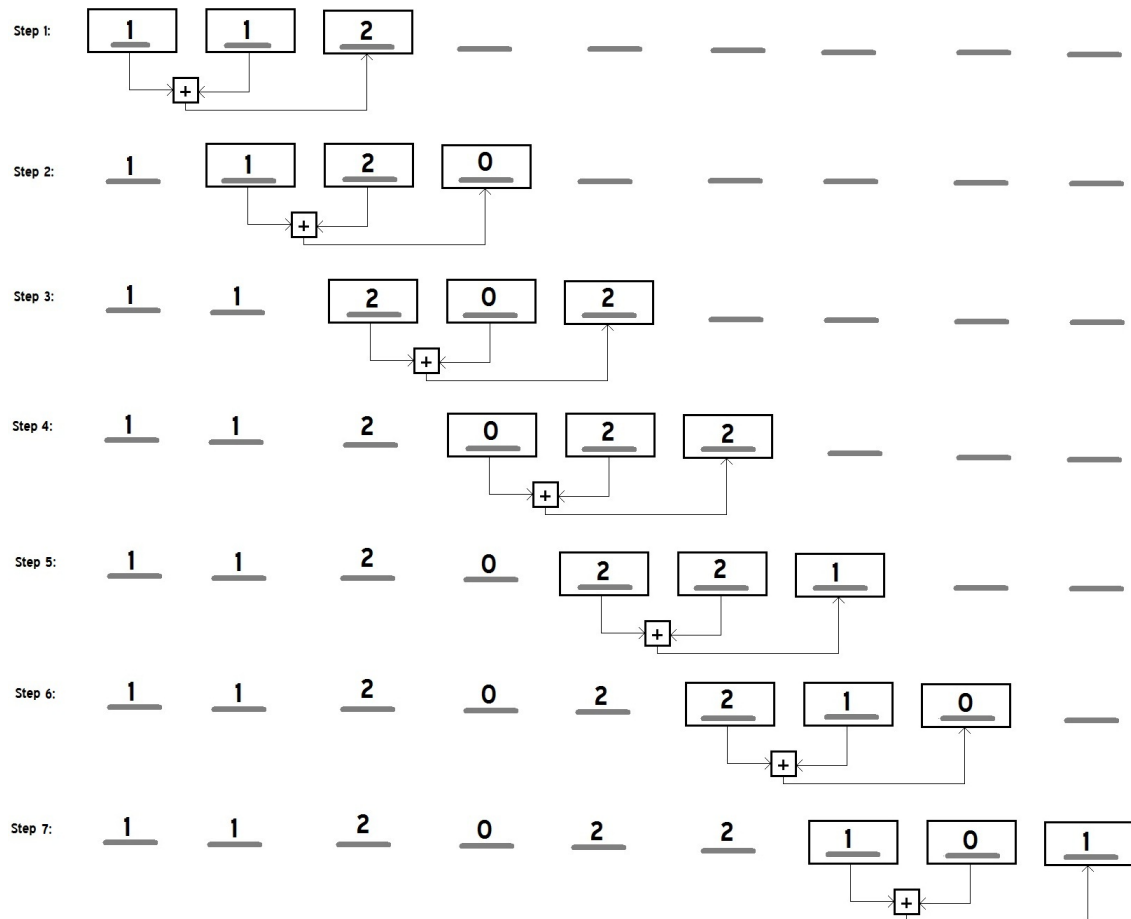 Step 1: 1 1 2
+
Step 2: 1 1 2 0
+
Step 3: 1 1 2 0 2
+
Step 4: 1 1 2 0 2 2
+
Step 5: 1 1 2 0 2 2 1
+
Step 6: 1 1 2 0 2 2 1 0
+
Step 7: 1 1 2 0 2 2 1 0 1
+